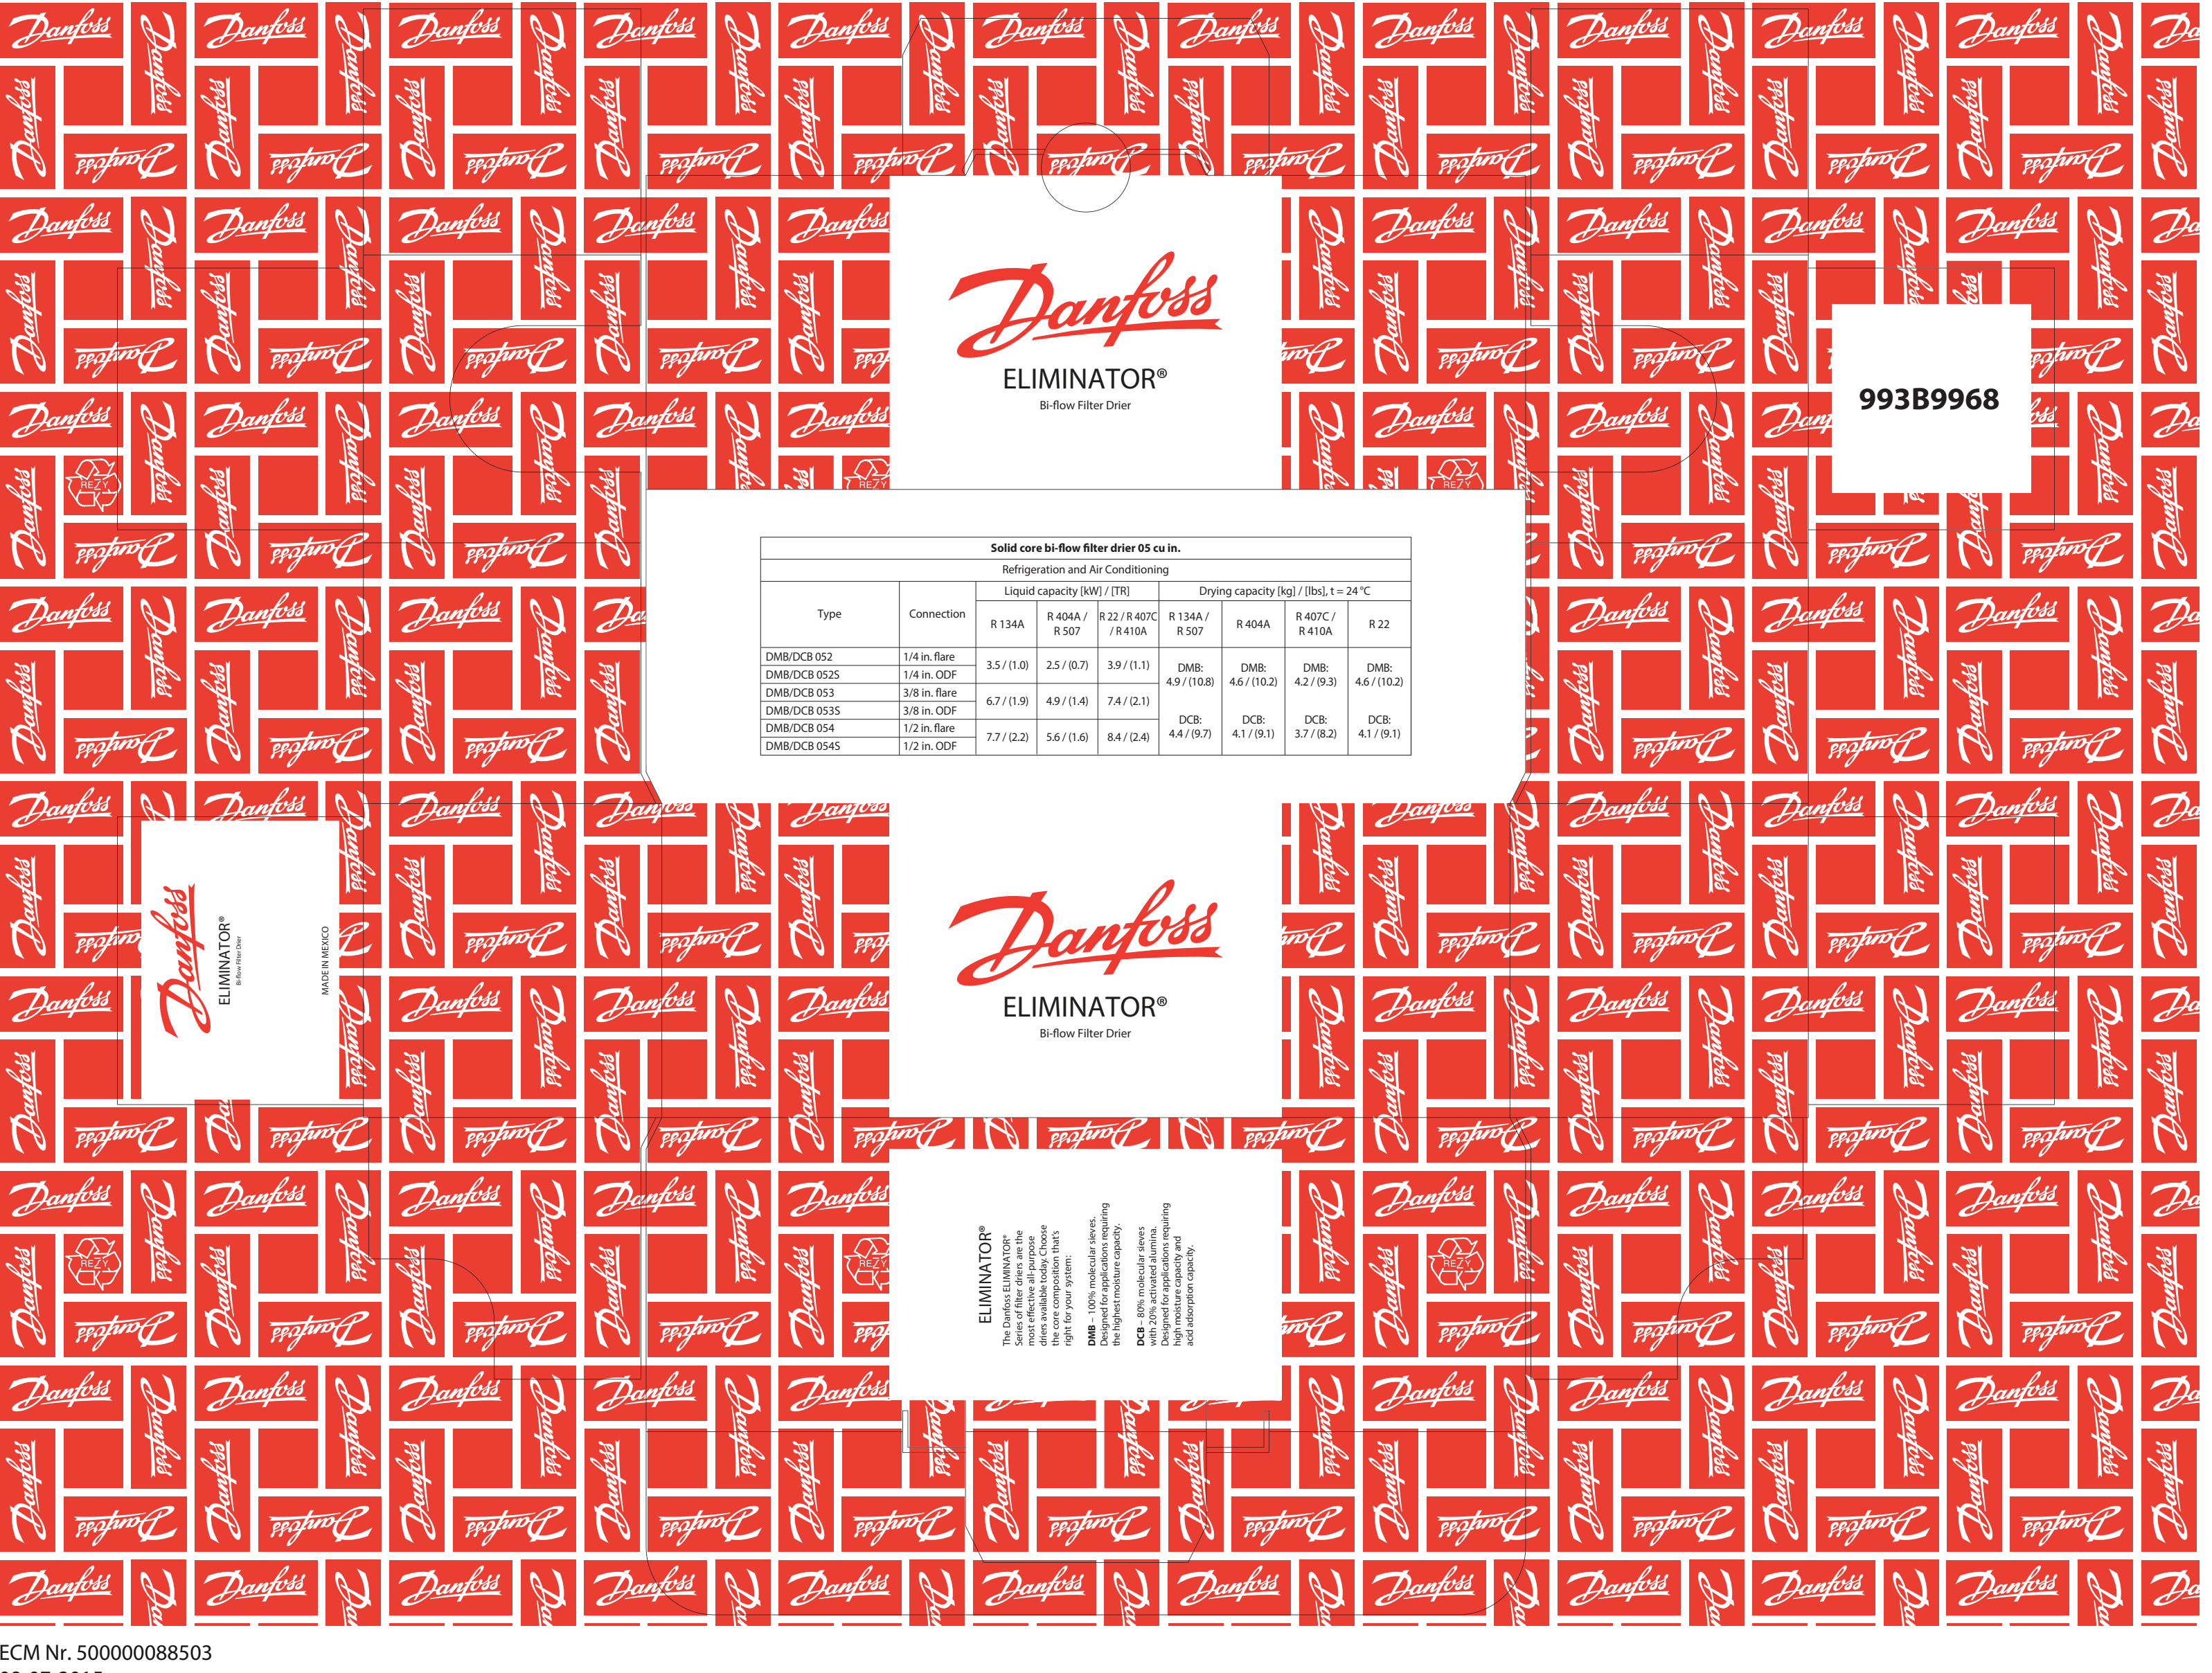 Danfoss
ELIMINATOR®
Bi-flow Filter Drier
993B9968
Solid core bi-flow filter drier 05 cu in.
Refrigeration and Air Conditioning
Type Connection Liquid capacity [kW] / [TR] Drying capacity [kg] / [lbs], t = 24 °C
R 134A R 404A / R 507 R 22 / R 407C / R 410A R 134A / R 507 R 404A R 407C / R 410A R 22
DMB/DCB 052 1/4 in. flare 3.5 / (1.0) 2.5 / (0.7) 3.9 / (1.1)
DMB/DCB 052S 1/4 in. ODF
DMB: 4.9 / (10.8) DMB: 4.6 / (10.2) DMB: 4.2 / (9.3) DMB: 4.6 / (10.2)
DMB/DCB 053 3/8 in. flare 6.7 / (1.9) 4.9 / (1.4) 7.4 / (2.1)
DMB/DCB 053S 3/8 in. ODF
DCB: 4.4 / (9.7) DCB: 4.1 / (9.1) DCB: 3.7 / (8.2) DCB: 4.1 / (9.1)
DMB/DCB 054 1/2 in. flare 7.7 / (2.2) 5.6 / (1.6) 8.4 / (2.4)
DMB/DCB 054S 1/2 in. ODF
Danfoss
ELIMINATOR®
Bi-flow Filter Drier
MADE IN MEXICO
Danfoss
ELIMINATOR®
Bi-flow Filter Drier
ELIMINATOR®
The Danfoss ELIMINATOR®
Series of filter driers are the
most effective all-purpose
driers available today. Choose
the core composition that's
right for your system:
DMB – 100% molecular sieves.
Designed for applications requiring
the highest moisture capacity.
DCB – 80% molecular sieves
with 20% activated alumina.
Designed for applications requiring
high moisture capacity and
acid adsorption capacity.
REZY
ECM Nr. 500000088503